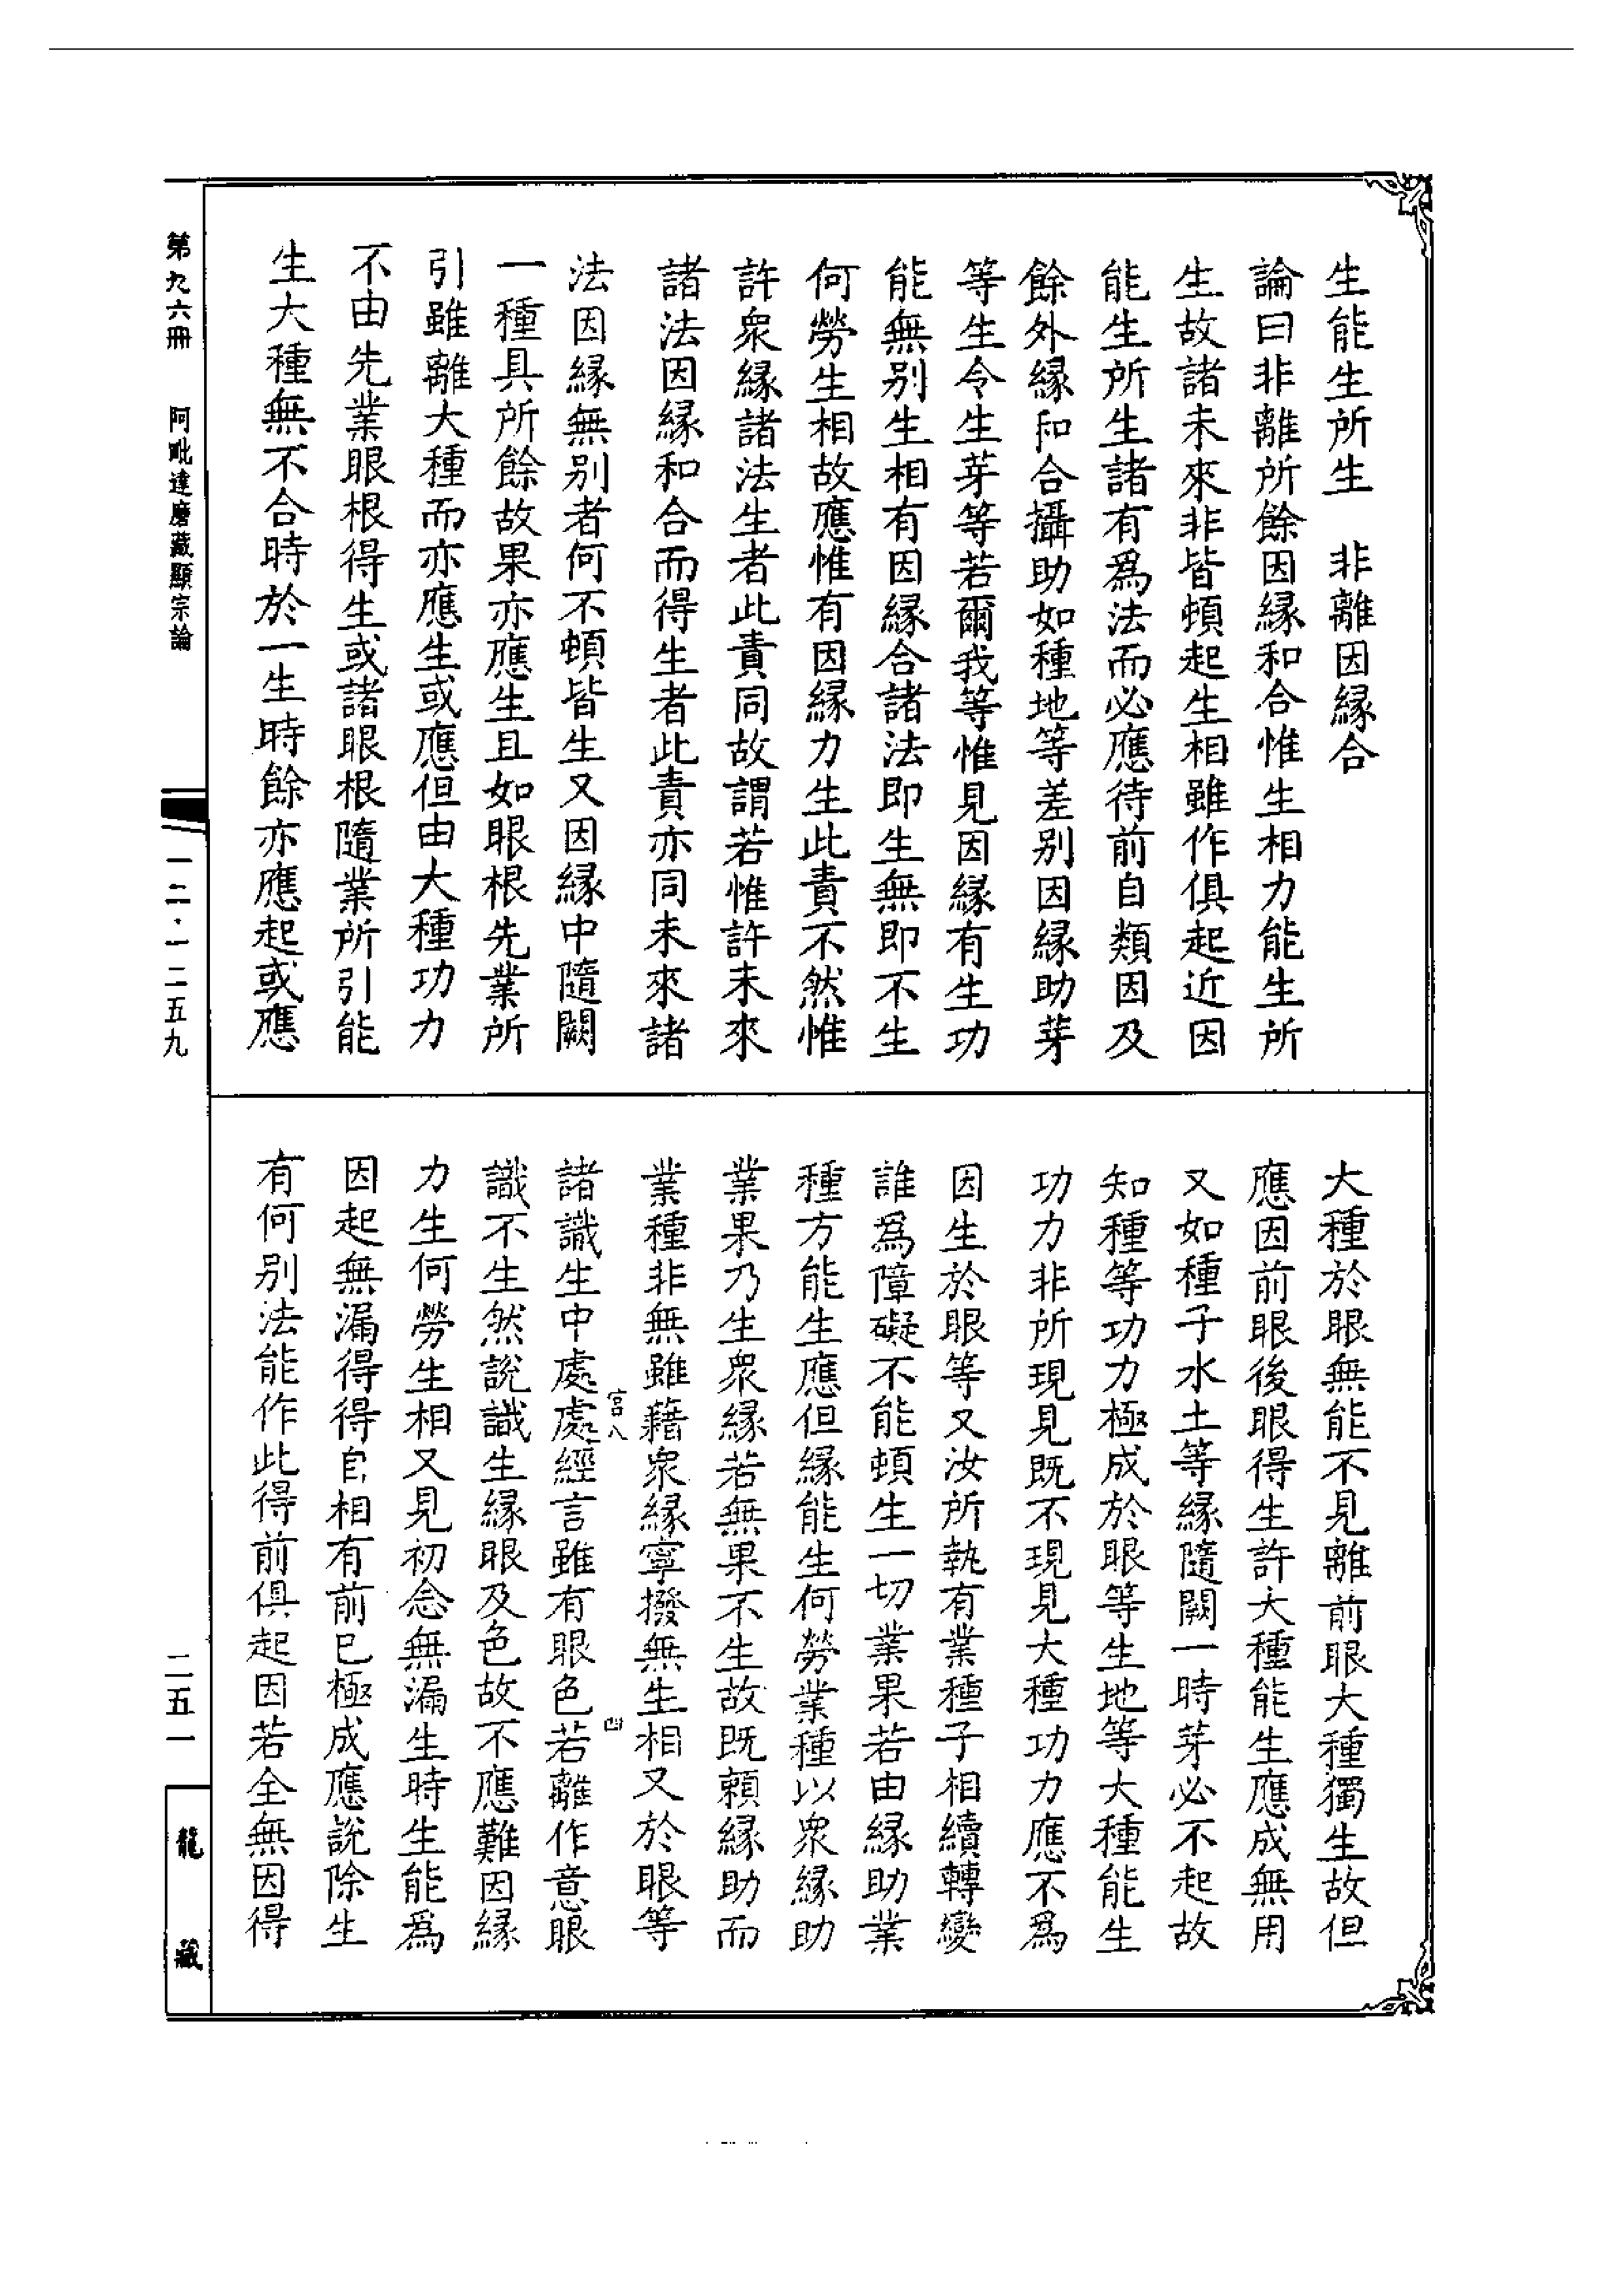 生能生所生　非離因緣合
論曰非離所餘因緣和合惟生相力能生所
生故諸未來非皆頓起生相雖作俱起近因
能生所生諸有爲法而必應待前自類因及
餘外緣和合攝助如種地等差別因緣助芽
等生令生芽等若爾我等惟見因緣有生功
能無別生相有因緣合諸法即生無即不生
何勞生相故應惟有因緣力生此責不然惟
許衆緣諸法生者此責同故謂若惟許未來
諸法因緣和合而得生者此責亦同未來諸
法因緣無別者何不頓皆生又因緣中隨闕
一種具所餘故果亦應生且如眼根先業所
引雖離大種而亦應生或應但由大種功力
不由先業眼根得生或諸眼根隨業所引能
生大種無不合時於一生時餘亦應起或應
大種於眼無能不見離前眼大種獨生故但
應因前眼後眼得生許大種能生應成無用
又如種子水土等緣隨闕一時芽必不起故
知種等功力極成於眼等生地等大種能生
功力非所現見既不現見大種功力應不爲
因生於眼等又汝所執有業種子相續轉變
誰爲障礙不能頓生一切業果若由緣助業
種方能生應但緣能生何勞業種以衆緣助
業果乃生衆緣若無果不生故既賴緣助而
業種非無雖藉衆緣寧撥無生相又於眼等
諸識生中處處經言雖有眼色若離作意眼
識不生然說識生緣眼及色故不應難因緣
力生何勞生相又見初念無漏生時生能爲
因起無漏得得自相有前已極成應說除生
有何別法能作此得前俱起因若全無因得
宮八
第九六冊　阿毗達磨藏顯宗論
一二·一二五九
二五一
龍藏